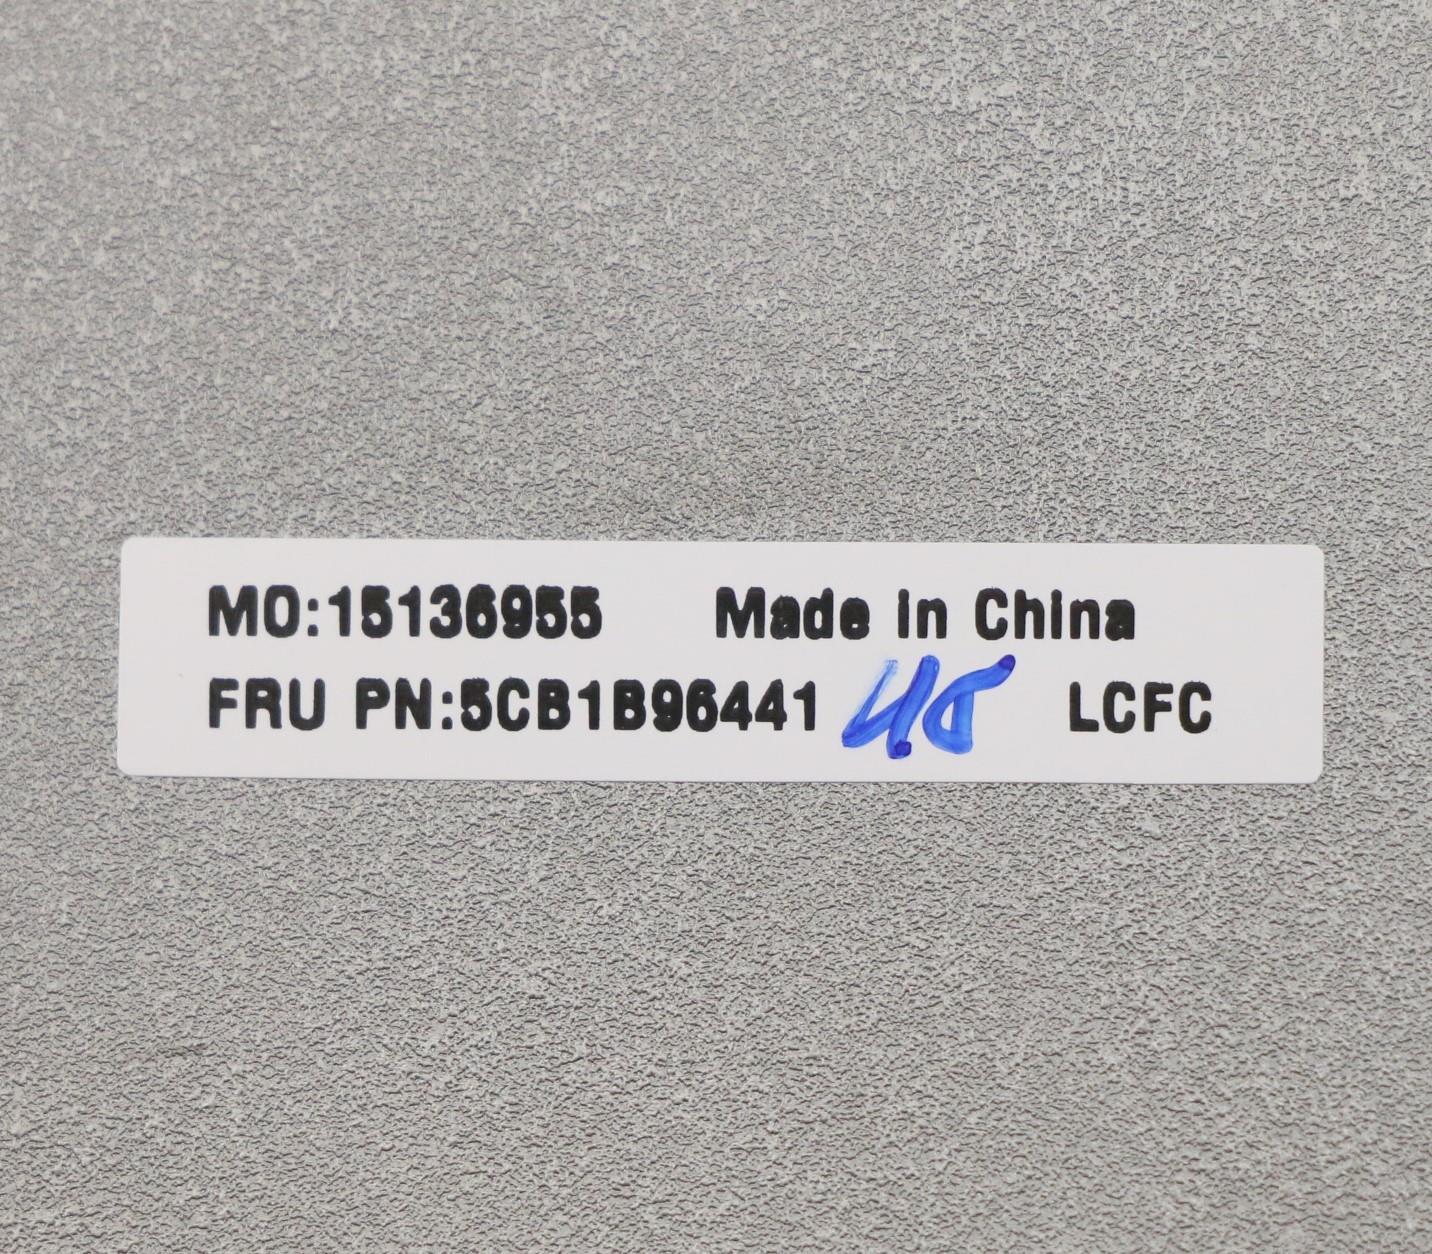 MO:15136955 Made in China
FRU PN:5CB1B96441 LCFC